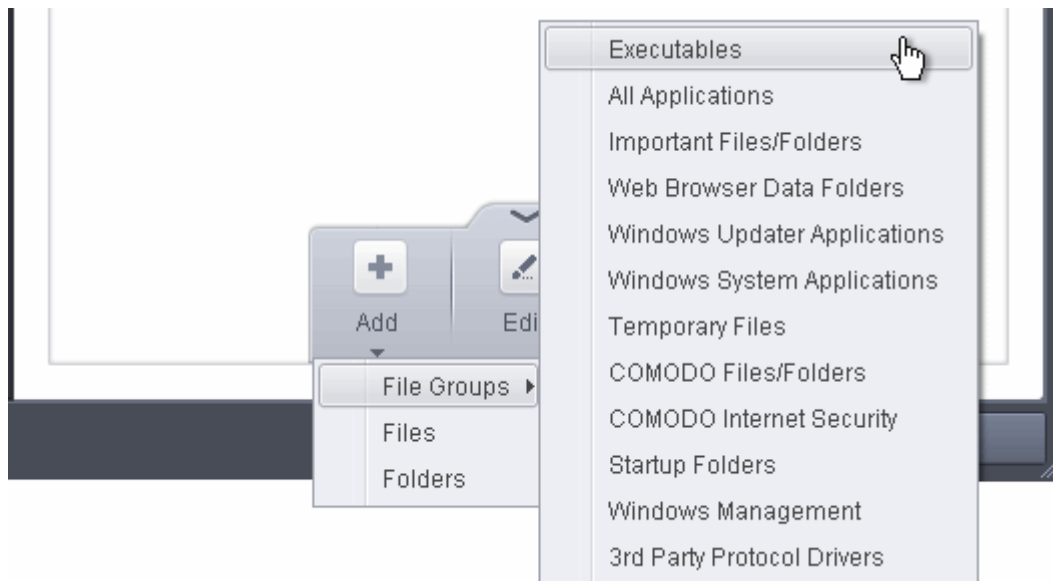 Executables
All Applications
Important Files/Folders
Web Browser Data Folders
Windows Updater Applications
Windows System Applications
Temporary Files
COMODO Files/Folders
COMODO Internet Security
Startup Folders
Windows Management
3rd Party Protocol Drivers
Add
Edi
File Groups
Files
Folders